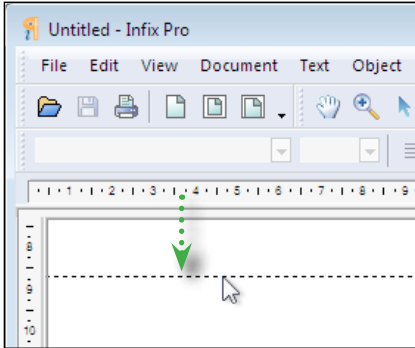 Untitled - Infix Pro
File Edit View Document Text Object
1 2 3 4 5 6 7 8 9
8
9
10